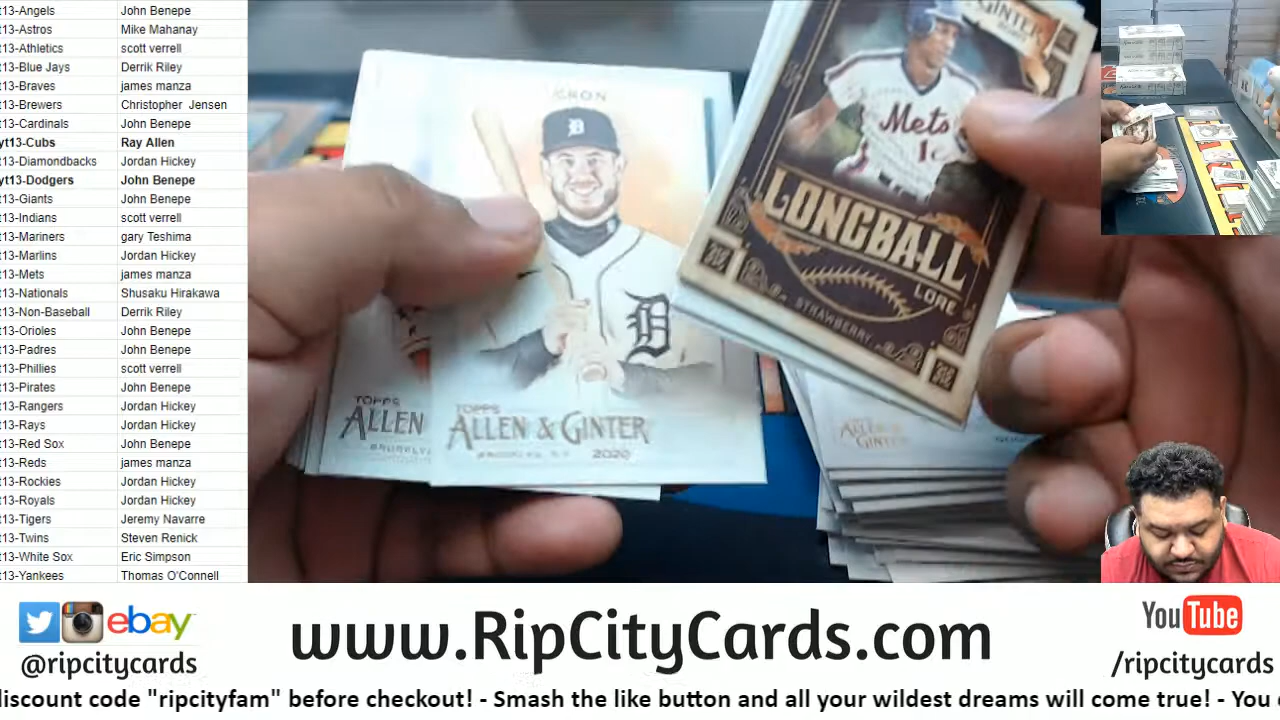 t13-Angels John Benepe
t13-Astros Mike Mahanay
t13-Athletics scott verrell
t13-Blue Jays Derrik Riley
t13-Braves james manza
t13-Brewers Christopher Jensen
t13-Cardinals John Benepe
yt13-Cubs Ray Allen
t13-Diamondbacks Jordan Hickey
yt13-Dodgers John Benepe
t13-Giants John Benepe
t13-Indians scott verrell
t13-Mariners gary Teshima
t13-Marlins Jordan Hickey
t13-Mets james manza
t13-Nationals Shusaku Hirakawa
t13-Non-Baseball Derrik Riley
t13-Orioles John Benepe
t13-Padres John Benepe
t13-Phillies scott verrell
t13-Pirates John Benepe
t13-Rangers Jordan Hickey
t13-Rays Jordan Hickey
t13-Red Sox John Benepe
t13-Reds james manza
t13-Rockies Jordan Hickey
t13-Royals Jordan Hickey
t13-Tigers Jeremy Navarre
t13-Twins Steven Renick
t13-White Sox Eric Simpson
t13-Yankees Thomas O'Connell
CRON
D
D
TOPPS
ALLEN & GINTER
BROOKLYN, N.Y. 2020
TOPPS
ALLEN
BROOKLY
GINTER
Mets
LONGBALL
LORE
STRAWBERRY
ALLEN &
GINTER
ebay
@ripcitycards
www.RipCityCards.com
YouTube
/ripcitycards
discount code "ripcityfam" before checkout! - Smash the like button and all your wildest dreams will come true! - You